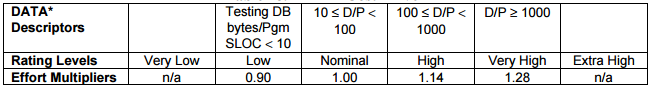 DATA* Descriptors Testing DB bytes/Pgm SLOC < 10 10 ≤ D/P < 100 100 ≤ D/P < 1000 D/P ≥ 1000
Rating Levels Very Low Low Nominal High Very High Extra High
Effort Multipliers n/a 0.90 1.00 1.14 1.28 n/a